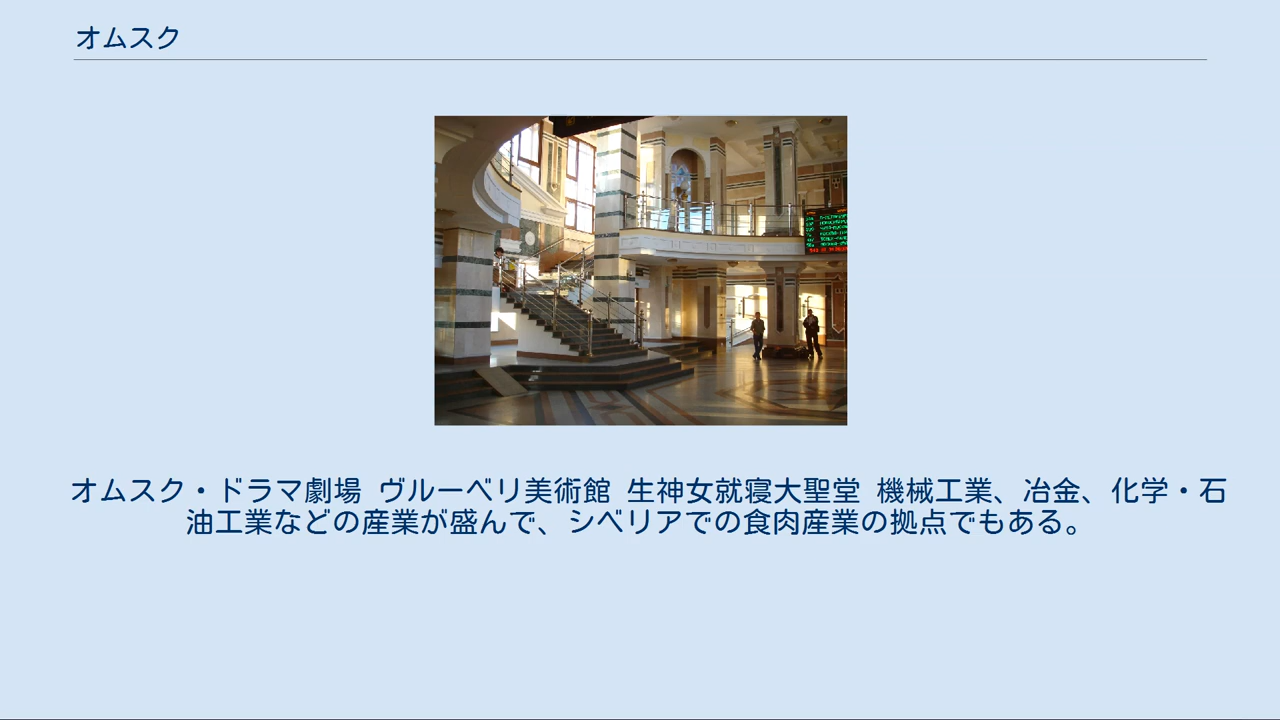 オムスク
オムスク・ドラマ劇場 ヴルーベリ美術館 生神女就寝大聖堂 機械工業、冶金、化学・石
油工業などの産業が盛んで、シベリアでの食肉産業の拠点でもある。